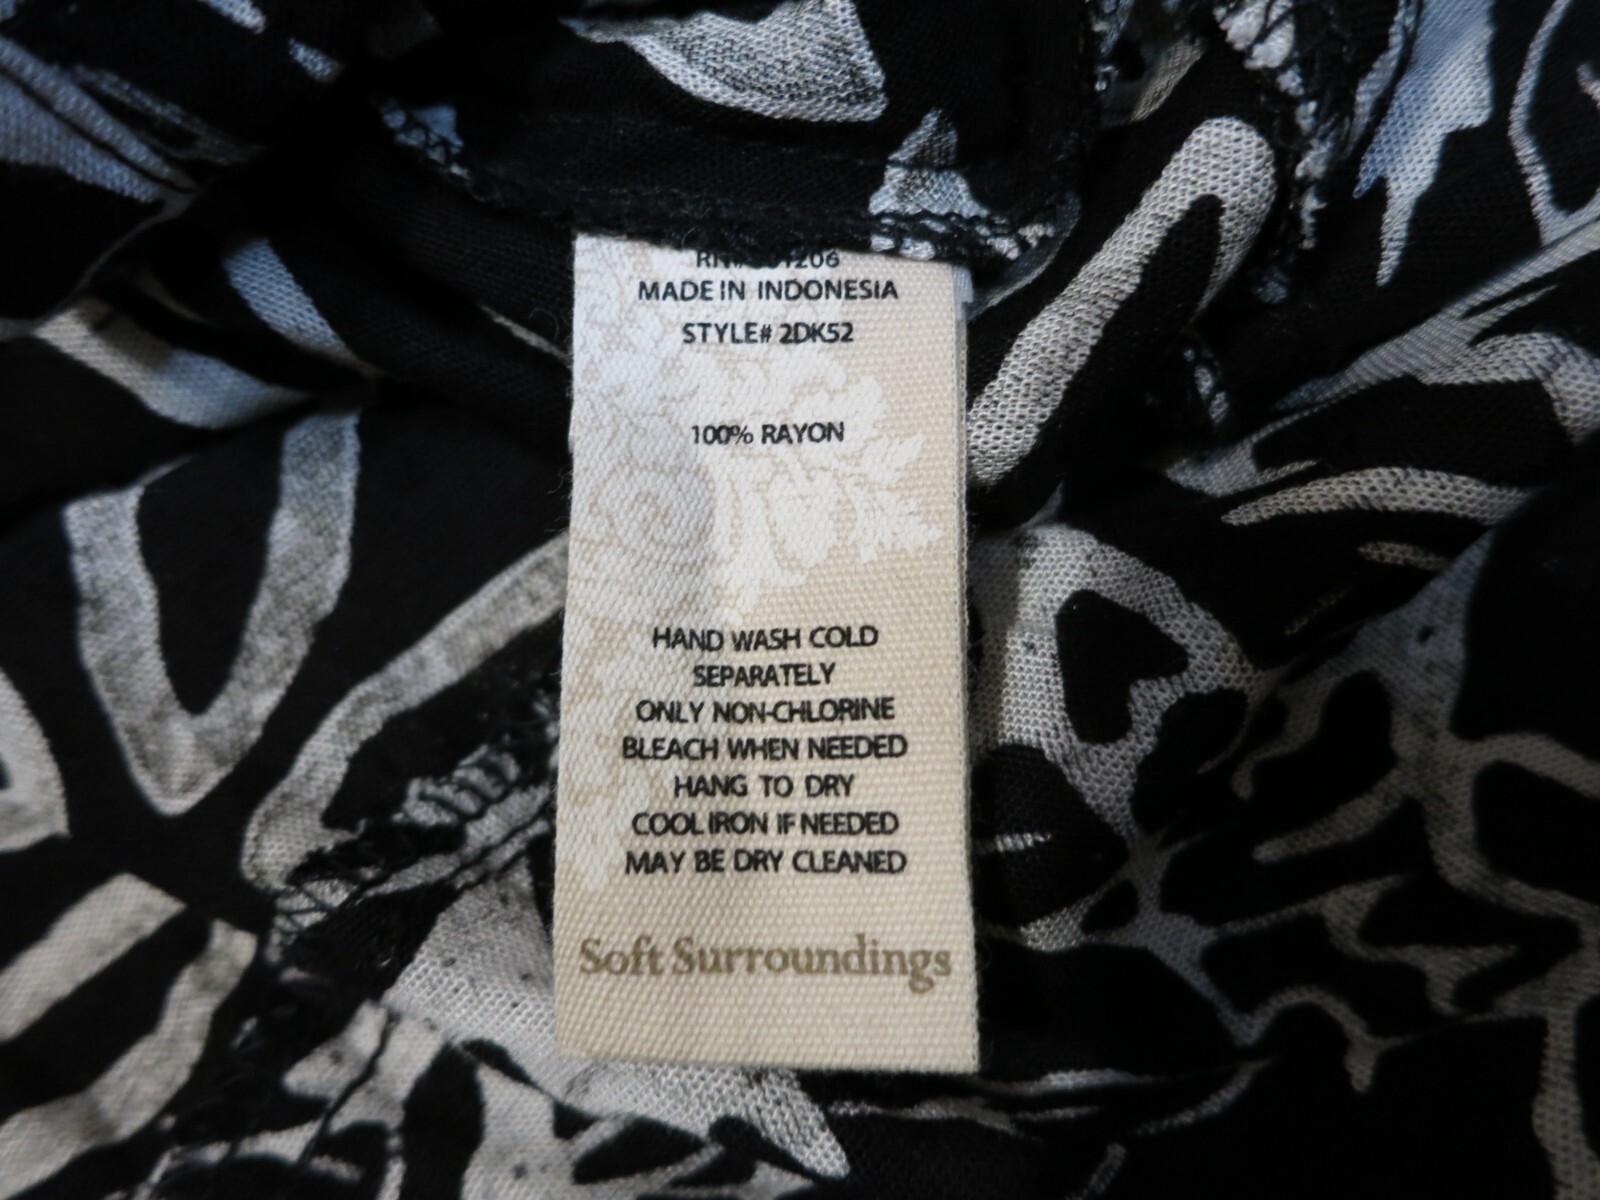 MADE IN INDONESIA
STYLE# 2DK52
100% RAYON
HAND WASH COLD
SEPARATELY
ONLY NON-CHLORINE
BLEACH WHEN NEEDED
HANG TO DRY
COOL IRON IF NEEDED
MAY BE DRY CLEANED
Soft Surroundings